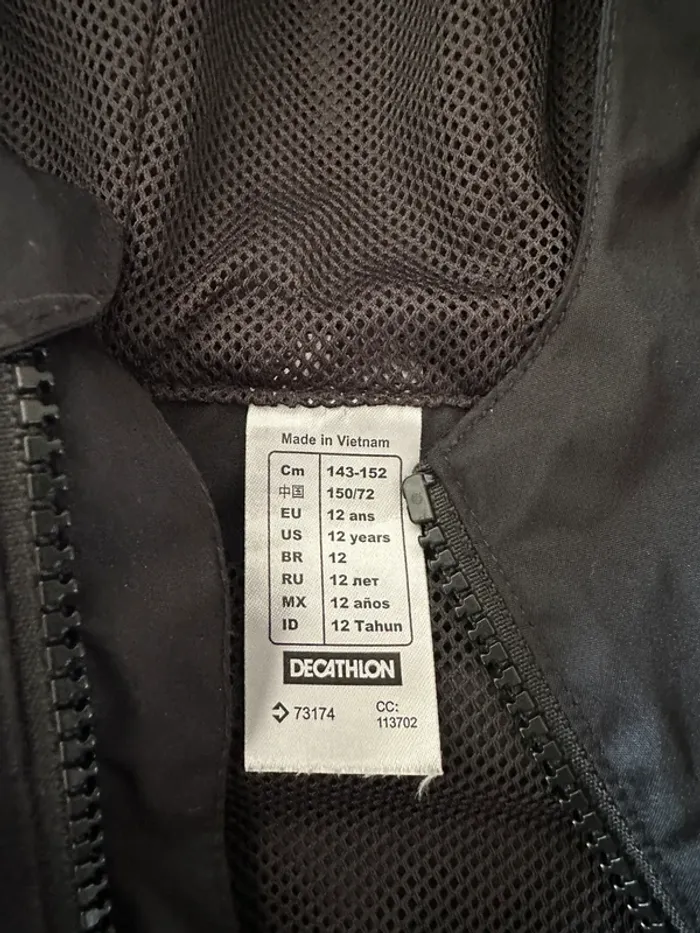 Made in Vietnam
Cm 143-152
中国 150/72
EU 12 ans
US 12 years
BR 12
RU 12 лет
MX 12 años
ID 12 Tahun
DECATHLON
73174 CC:
113702